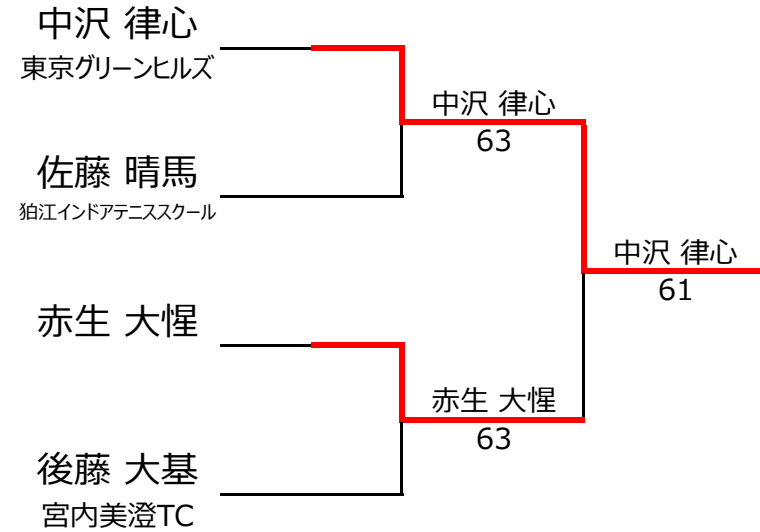 中沢 律心
東京グリーンヒルズ
中沢 律心
63
佐藤 晴馬
狛江インドアテニススクール
中沢 律心
61
赤生 大惺
赤生 大惺
63
後藤 大基
宮内美澄TC